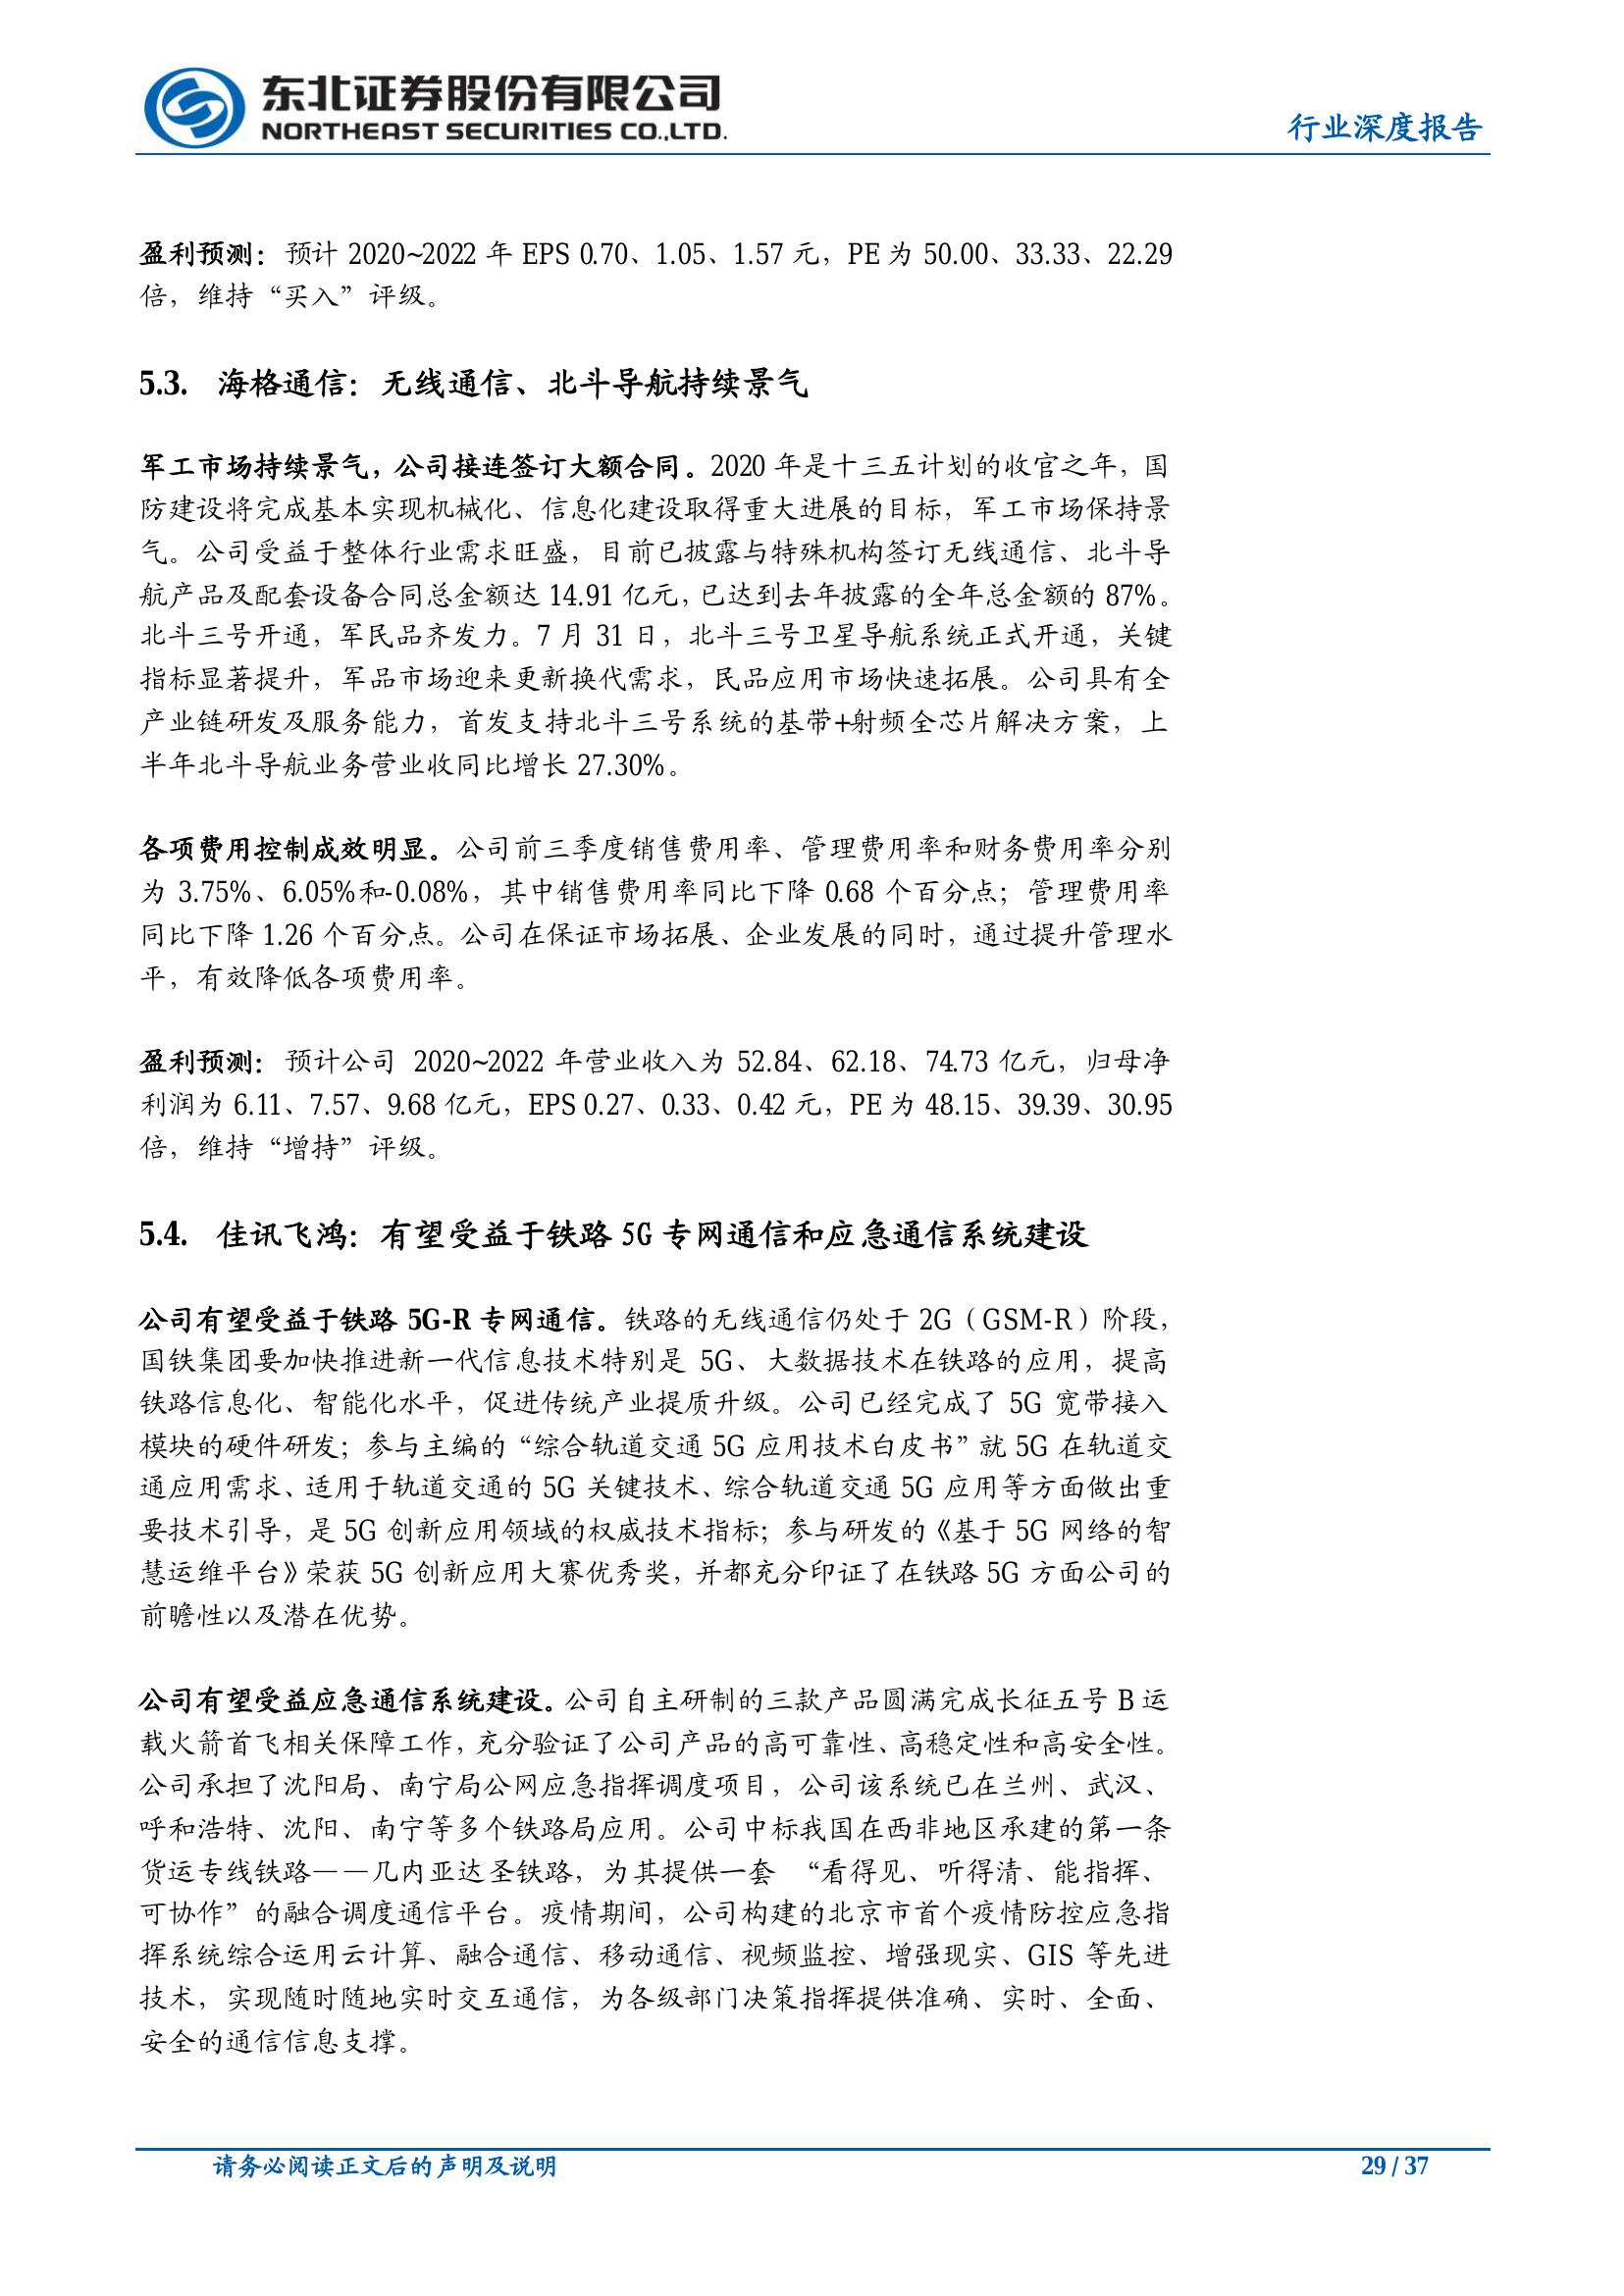 东北证券股份有限公司
NORTHEAST SECURITIES CO.,LTD.
行业深度报告
盈利预测：预计 2020~2022 年 EPS 0.70、1.05、1.57 元，PE 为 50.00、33.33、22.29
倍，维持“买入”评级。
5.3. 海格通信：无线通信、北斗导航持续景气
军工市场持续景气，公司接连签订大额合同。2020 年是十三五计划的收官之年，国
防建设将完成基本实现机械化、信息化建设取得重大进展的目标，军工市场保持景
气。公司受益于整体行业需求旺盛，目前已披露与特殊机构签订无线通信、北斗导
航产品及配套设备合同总金额达 14.91 亿元，已达到去年披露的全年总金额的 87%。
北斗三号开通，军民品齐发力。7 月 31 日，北斗三号卫星导航系统正式开通，关键
指标显著提升，军品市场迎来更新换代需求，民品应用市场快速拓展。公司具有全
产业链研发及服务能力，首发支持北斗三号系统的基带+射频全芯片解决方案，上
半年北斗导航业务营业收同比增长 27.30%。
各项费用控制成效明显。公司前三季度销售费用率、管理费用率和财务费用率分别
为 3.75%、6.05%和-0.08%，其中销售费用率同比下降 0.68 个百分点；管理费用率
同比下降 1.26 个百分点。公司在保证市场拓展、企业发展的同时，通过提升管理水
平，有效降低各项费用率。
盈利预测：预计公司 2020~2022 年营业收入为 52.84、62.18、74.73 亿元，归母净
利润为 6.11、7.57、9.68 亿元，EPS 0.27、0.33、0.42 元，PE 为 48.15、39.39、30.95
倍，维持“增持”评级。
5.4. 佳讯飞鸿：有望受益于铁路 5G 专网通信和应急通信系统建设
公司有望受益于铁路 5G-R 专网通信。铁路的无线通信仍处于 2G（GSM-R）阶段，
国铁集团要加快推进新一代信息技术特别是 5G、大数据技术在铁路的应用，提高
铁路信息化、智能化水平，促进传统产业提质升级。公司已经完成了 5G 宽带接入
模块的硬件研发；参与主编的“综合轨道交通 5G 应用技术白皮书”就 5G 在轨道交
通应用需求、适用于轨道交通的 5G 关键技术、综合轨道交通 5G 应用等方面做出重
要技术引导，是 5G 创新应用领域的权威技术指标；参与研发的《基于 5G 网络的智
慧运维平台》荣获 5G 创新应用大赛优秀奖，并都充分印证了在铁路 5G 方面公司的
前瞻性以及潜在优势。
公司有望受益应急通信系统建设。公司自主研制的三款产品圆满完成长征五号 B 运
载火箭首飞相关保障工作，充分验证了公司产品的高可靠性、高稳定性和高安全性。
公司承担了沈阳局、南宁局公网应急指挥调度项目，公司该系统已在兰州、武汉、
呼和浩特、沈阳、南宁等多个铁路局应用。公司中标我国在西非地区承建的第一条
货运专线铁路——几内亚达圣铁路，为其提供一套 “看得见、听得清、能指挥、
可协作”的融合调度通信平台。疫情期间，公司构建的北京市首个疫情防控应急指
挥系统综合运用云计算、融合通信、移动通信、视频监控、增强现实、GIS 等先进
技术，实现随时随地实时交互通信，为各级部门决策指挥提供准确、实时、全面、
安全的通信信息支撑。
请务必阅读正文后的声明及说明
29 / 37